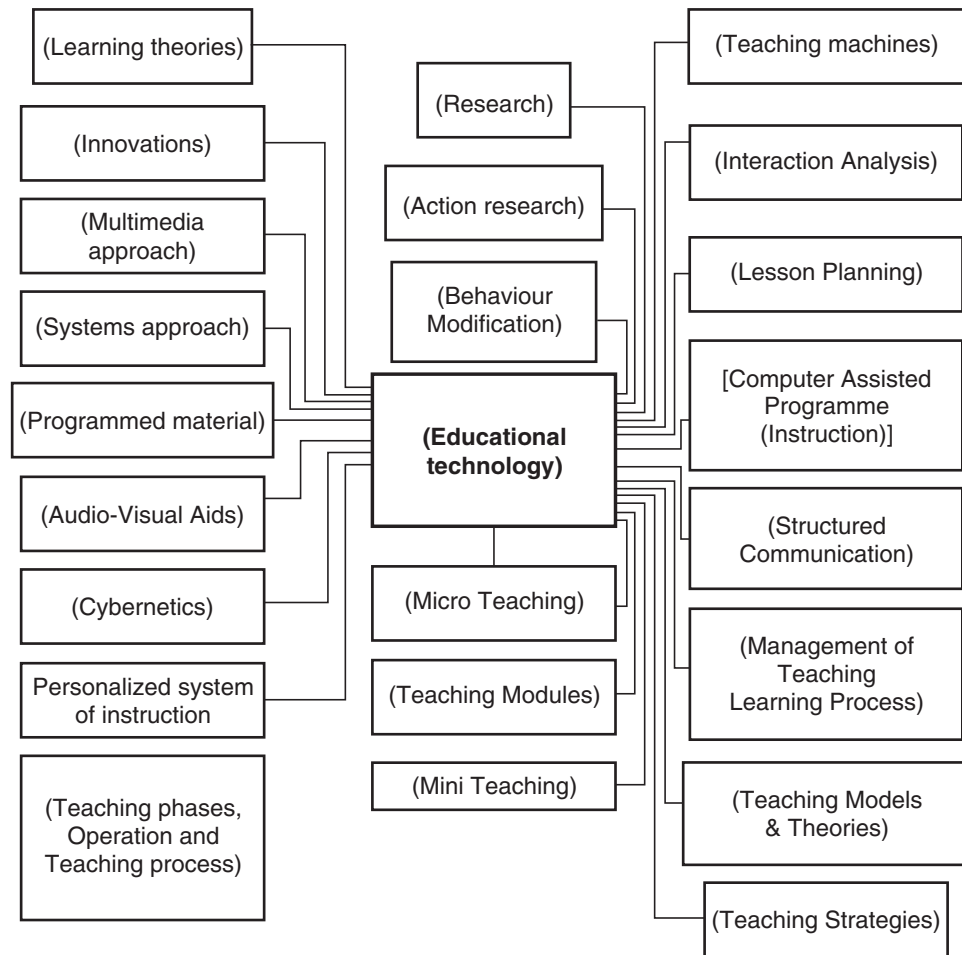 (Learning theories)
(Innovations)
(Multimedia
approach)
(Systems approach)
(Programmed material)
(Audio-Visual Aids)
(Cybernetics)
Personalized system
of instruction
(Teaching phases,
Operation and
Teaching process)
(Research)
(Action research)
(Behaviour
Modification)
(Educational
technology)
(Micro Teaching)
(Teaching Modules)
(Mini Teaching)
(Teaching machines)
(Interaction Analysis)
(Lesson Planning)
[Computer Assisted
Programme
(Instruction)]
(Structured
Communication)
(Management of
Teaching
Learning Process)
(Teaching Models
& Theories)
(Teaching Strategies)